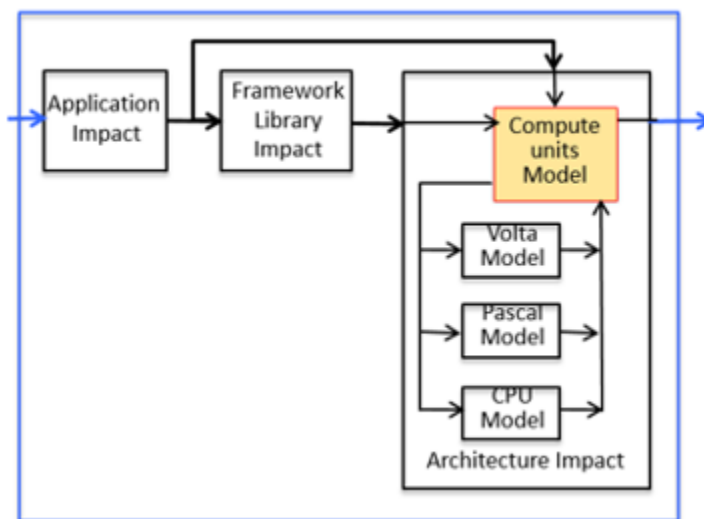 Application
Impact
Framework
Library
Impact
Compute
units
Model
Volta
Model
Pascal
Model
CPU
Model
Architecture Impact